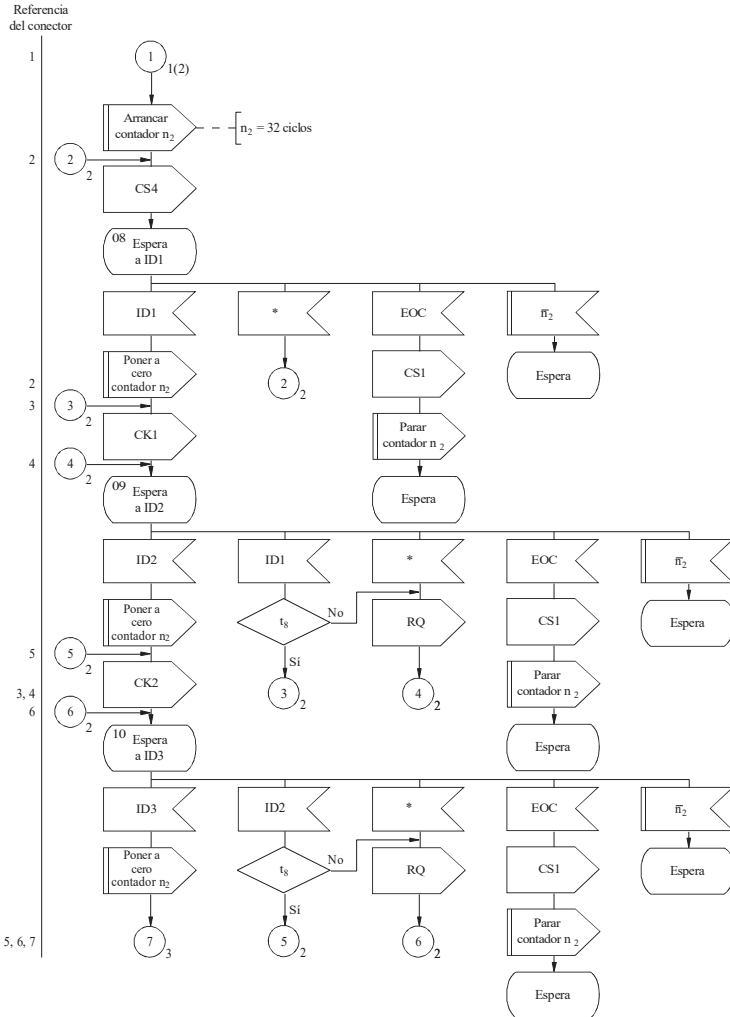 Referencia
del conector
1
1
1(2)
Arrancar
contador n2
n2 = 32 ciclos
2
2
2
CS4
08 Espera
a ID1
ID1
*
EOC
n̅2
Poner a
cero
contador n2
2
2
CS1
Espera
2
3
3
2
CK1
Parar
contador n 2
4
4
2
09 Espera
a ID2
Espera
ID2
ID1
*
EOC
n̅2
Poner a
cero
contador n2
t8
No
RQ
CS1
Espera
5
5
2
Sí
CK2
3
2
4
2
Parar
contador n 2
3, 4
6
6
2
10 Espera
a ID3
Espera
ID3
ID2
*
EOC
n̅2
Poner a
cero
contador n2
t8
No
RQ
CS1
Espera
Sí
5, 6, 7
7
3
5
2
6
2
Parar
contador n 2
Espera